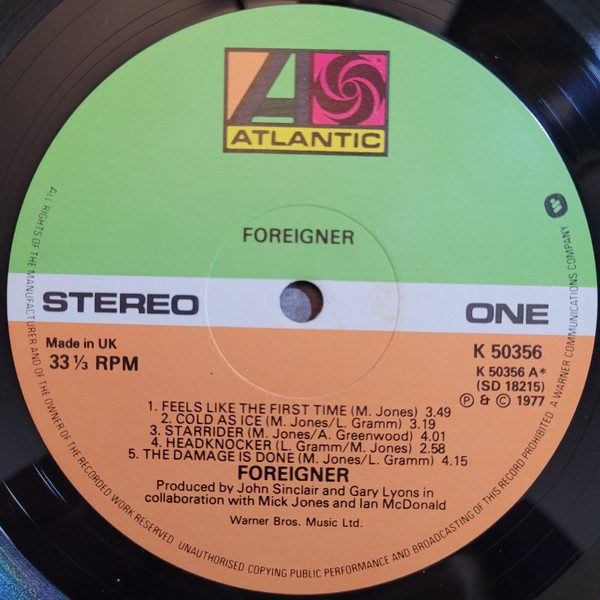 ATLANTIC
FOREIGNER
STEREO
ONE
Made in UK
33 ⅓ RPM
K 50356
K 50356 A*
(SD 18215)
Ⓟ & © 1977
1. FEELS LIKE THE FIRST TIME (M. Jones) 3.49
2. COLD AS ICE (M. Jones/L. Gramm) 3.19
3. STARRIDER (M. Jones/A. Greenwood) 4.01
4. HEADKNOCKER (L. Gramm/M. Jones) 2.58
5. THE DAMAGE IS DONE (M. Jones/L. Gramm) 4.15
FOREIGNER
Produced by John Sinclair and Gary Lyons in
collaboration with Mick Jones and Ian McDonald
Warner Bros. Music Ltd.
ALL RIGHTS OF THE MANUFACTURER AND OF THE OWNER OF THE RECORDED WORK RESERVED. UNAUTHORISED COPYING PUBLIC PERFORMANCE AND BROADCASTING OF THIS RECORD PROHIBITED. A WARNER COMMUNICATIONS COMPANY